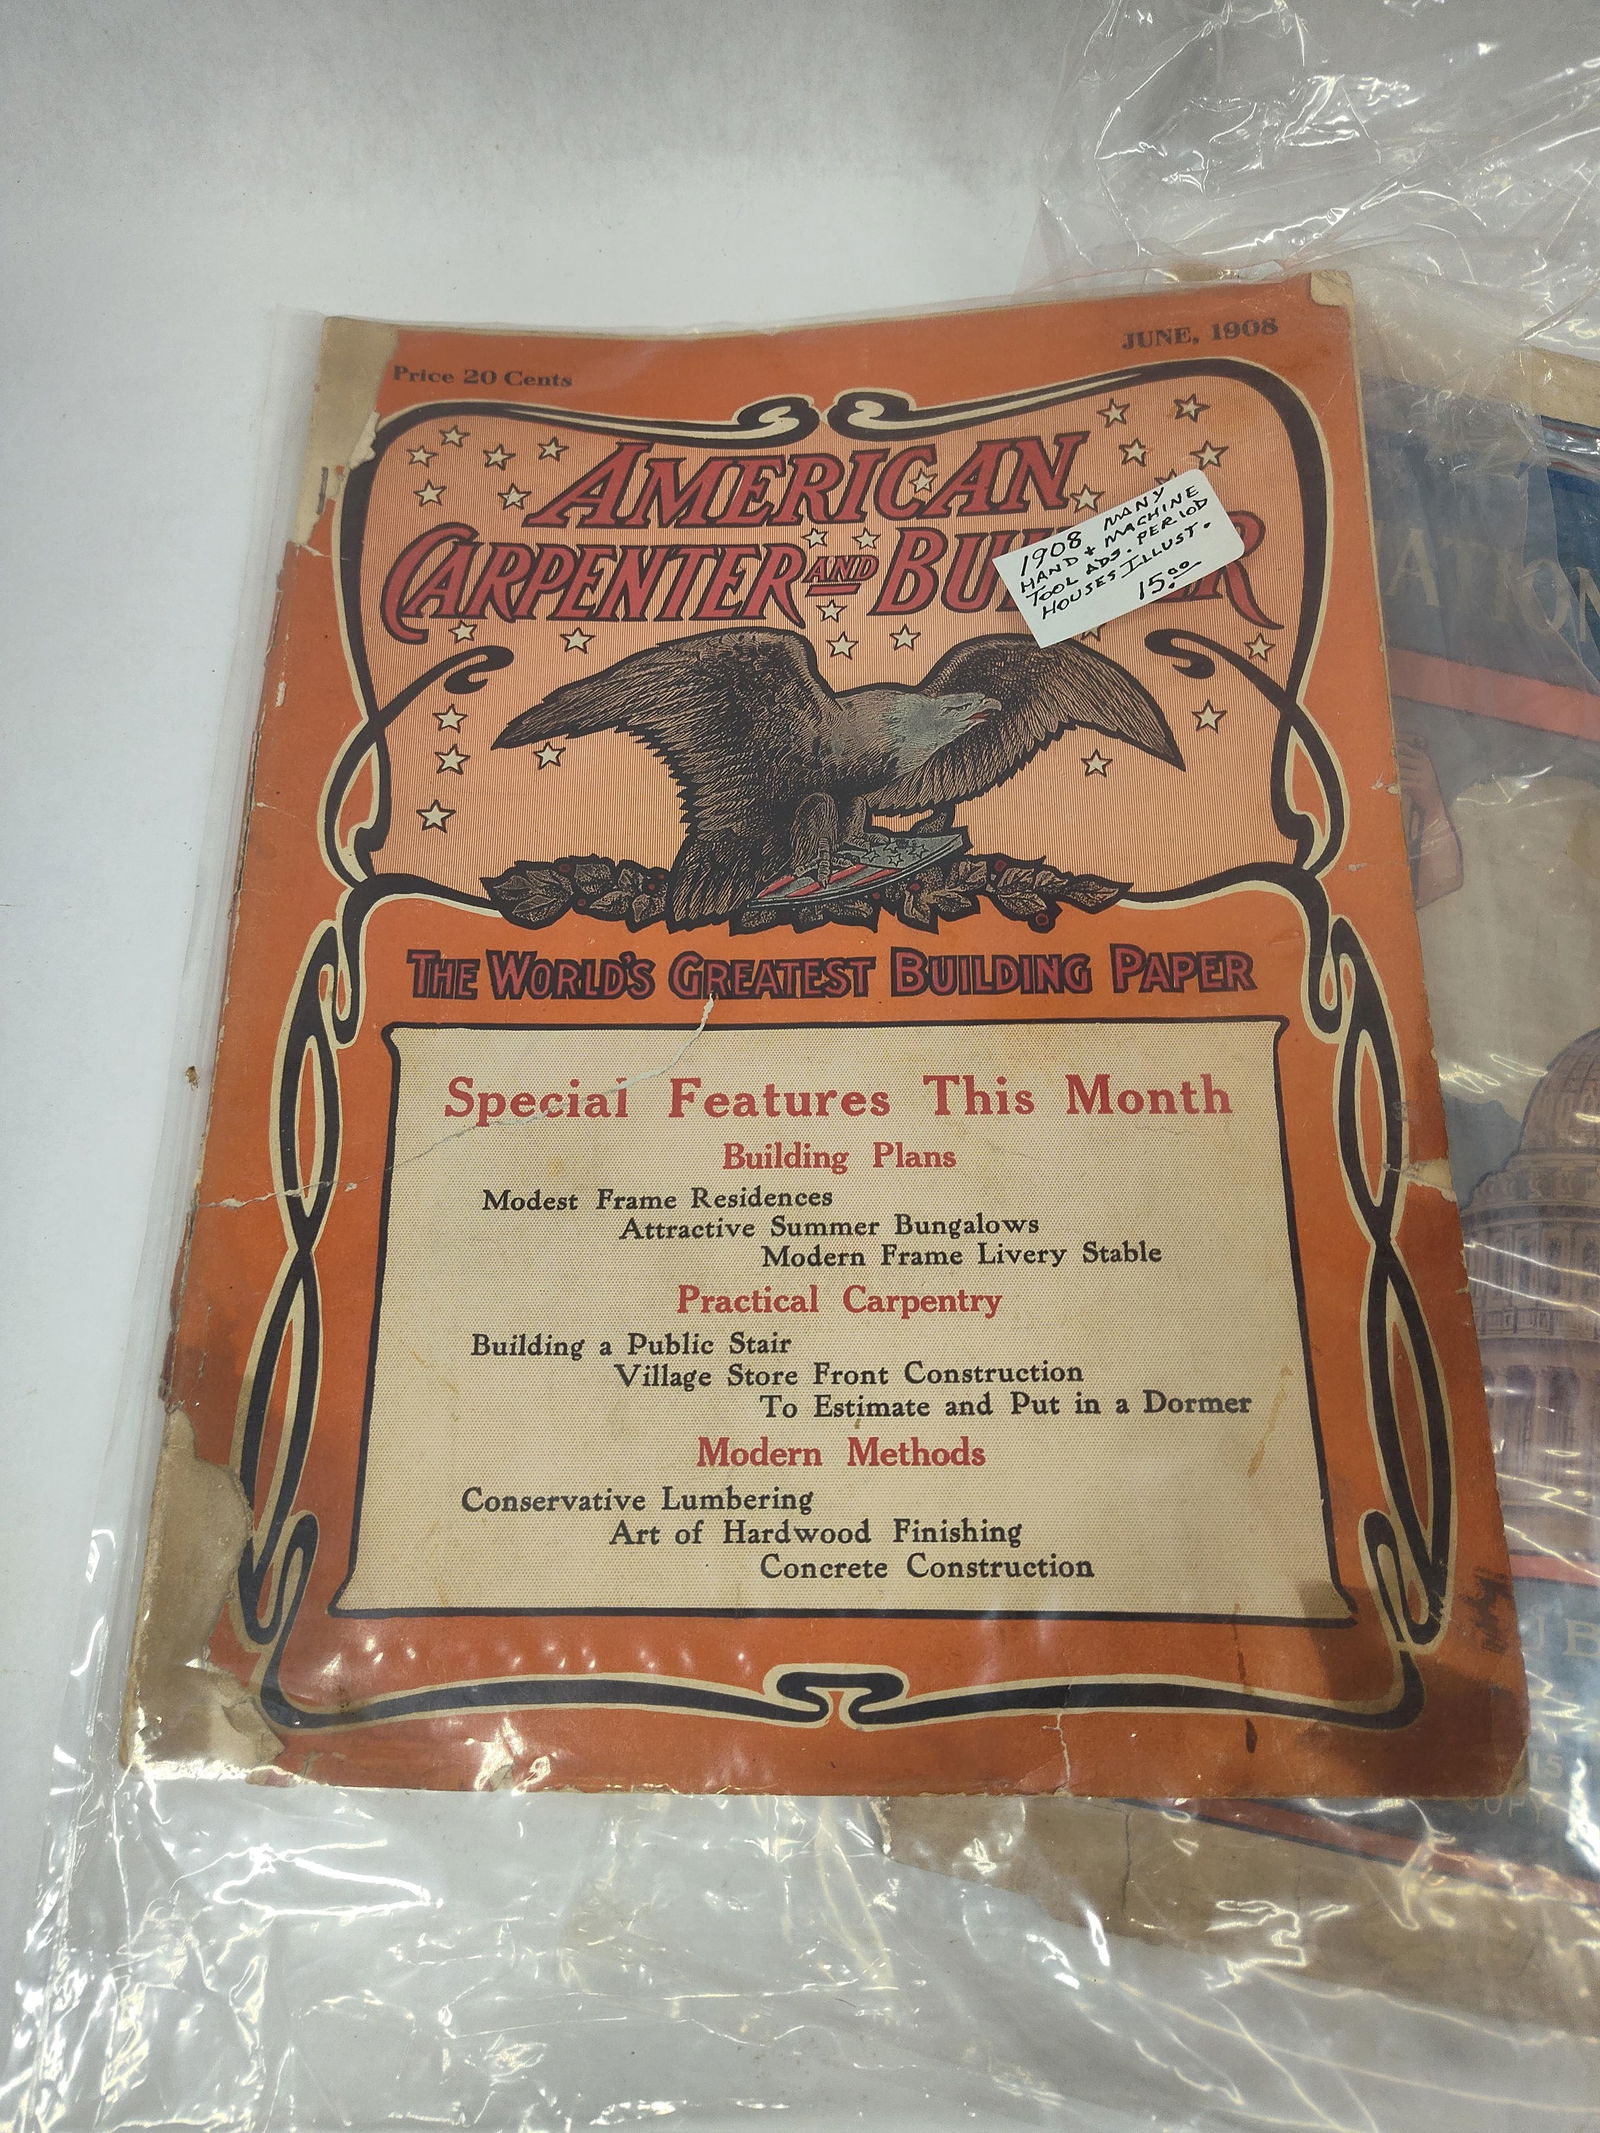 Price 20 Cents
JUNE, 1908
AMERICAN
CARPENTER AND BUILDER
1908 MANY
HAND & MACHINE
TOOL ADS. PERIOD
HOUSES ILLUST.
15.00
THE WORLD'S GREATEST BUILDING PAPER
Special Features This Month
Building Plans
Modest Frame Residences
Attractive Summer Bungalows
Modern Frame Livery Stable
Practical Carpentry
Building a Public Stair
Village Store Front Construction
To Estimate and Put in a Dormer
Modern Methods
Conservative Lumbering
Art of Hardwood Finishing
Concrete Construction